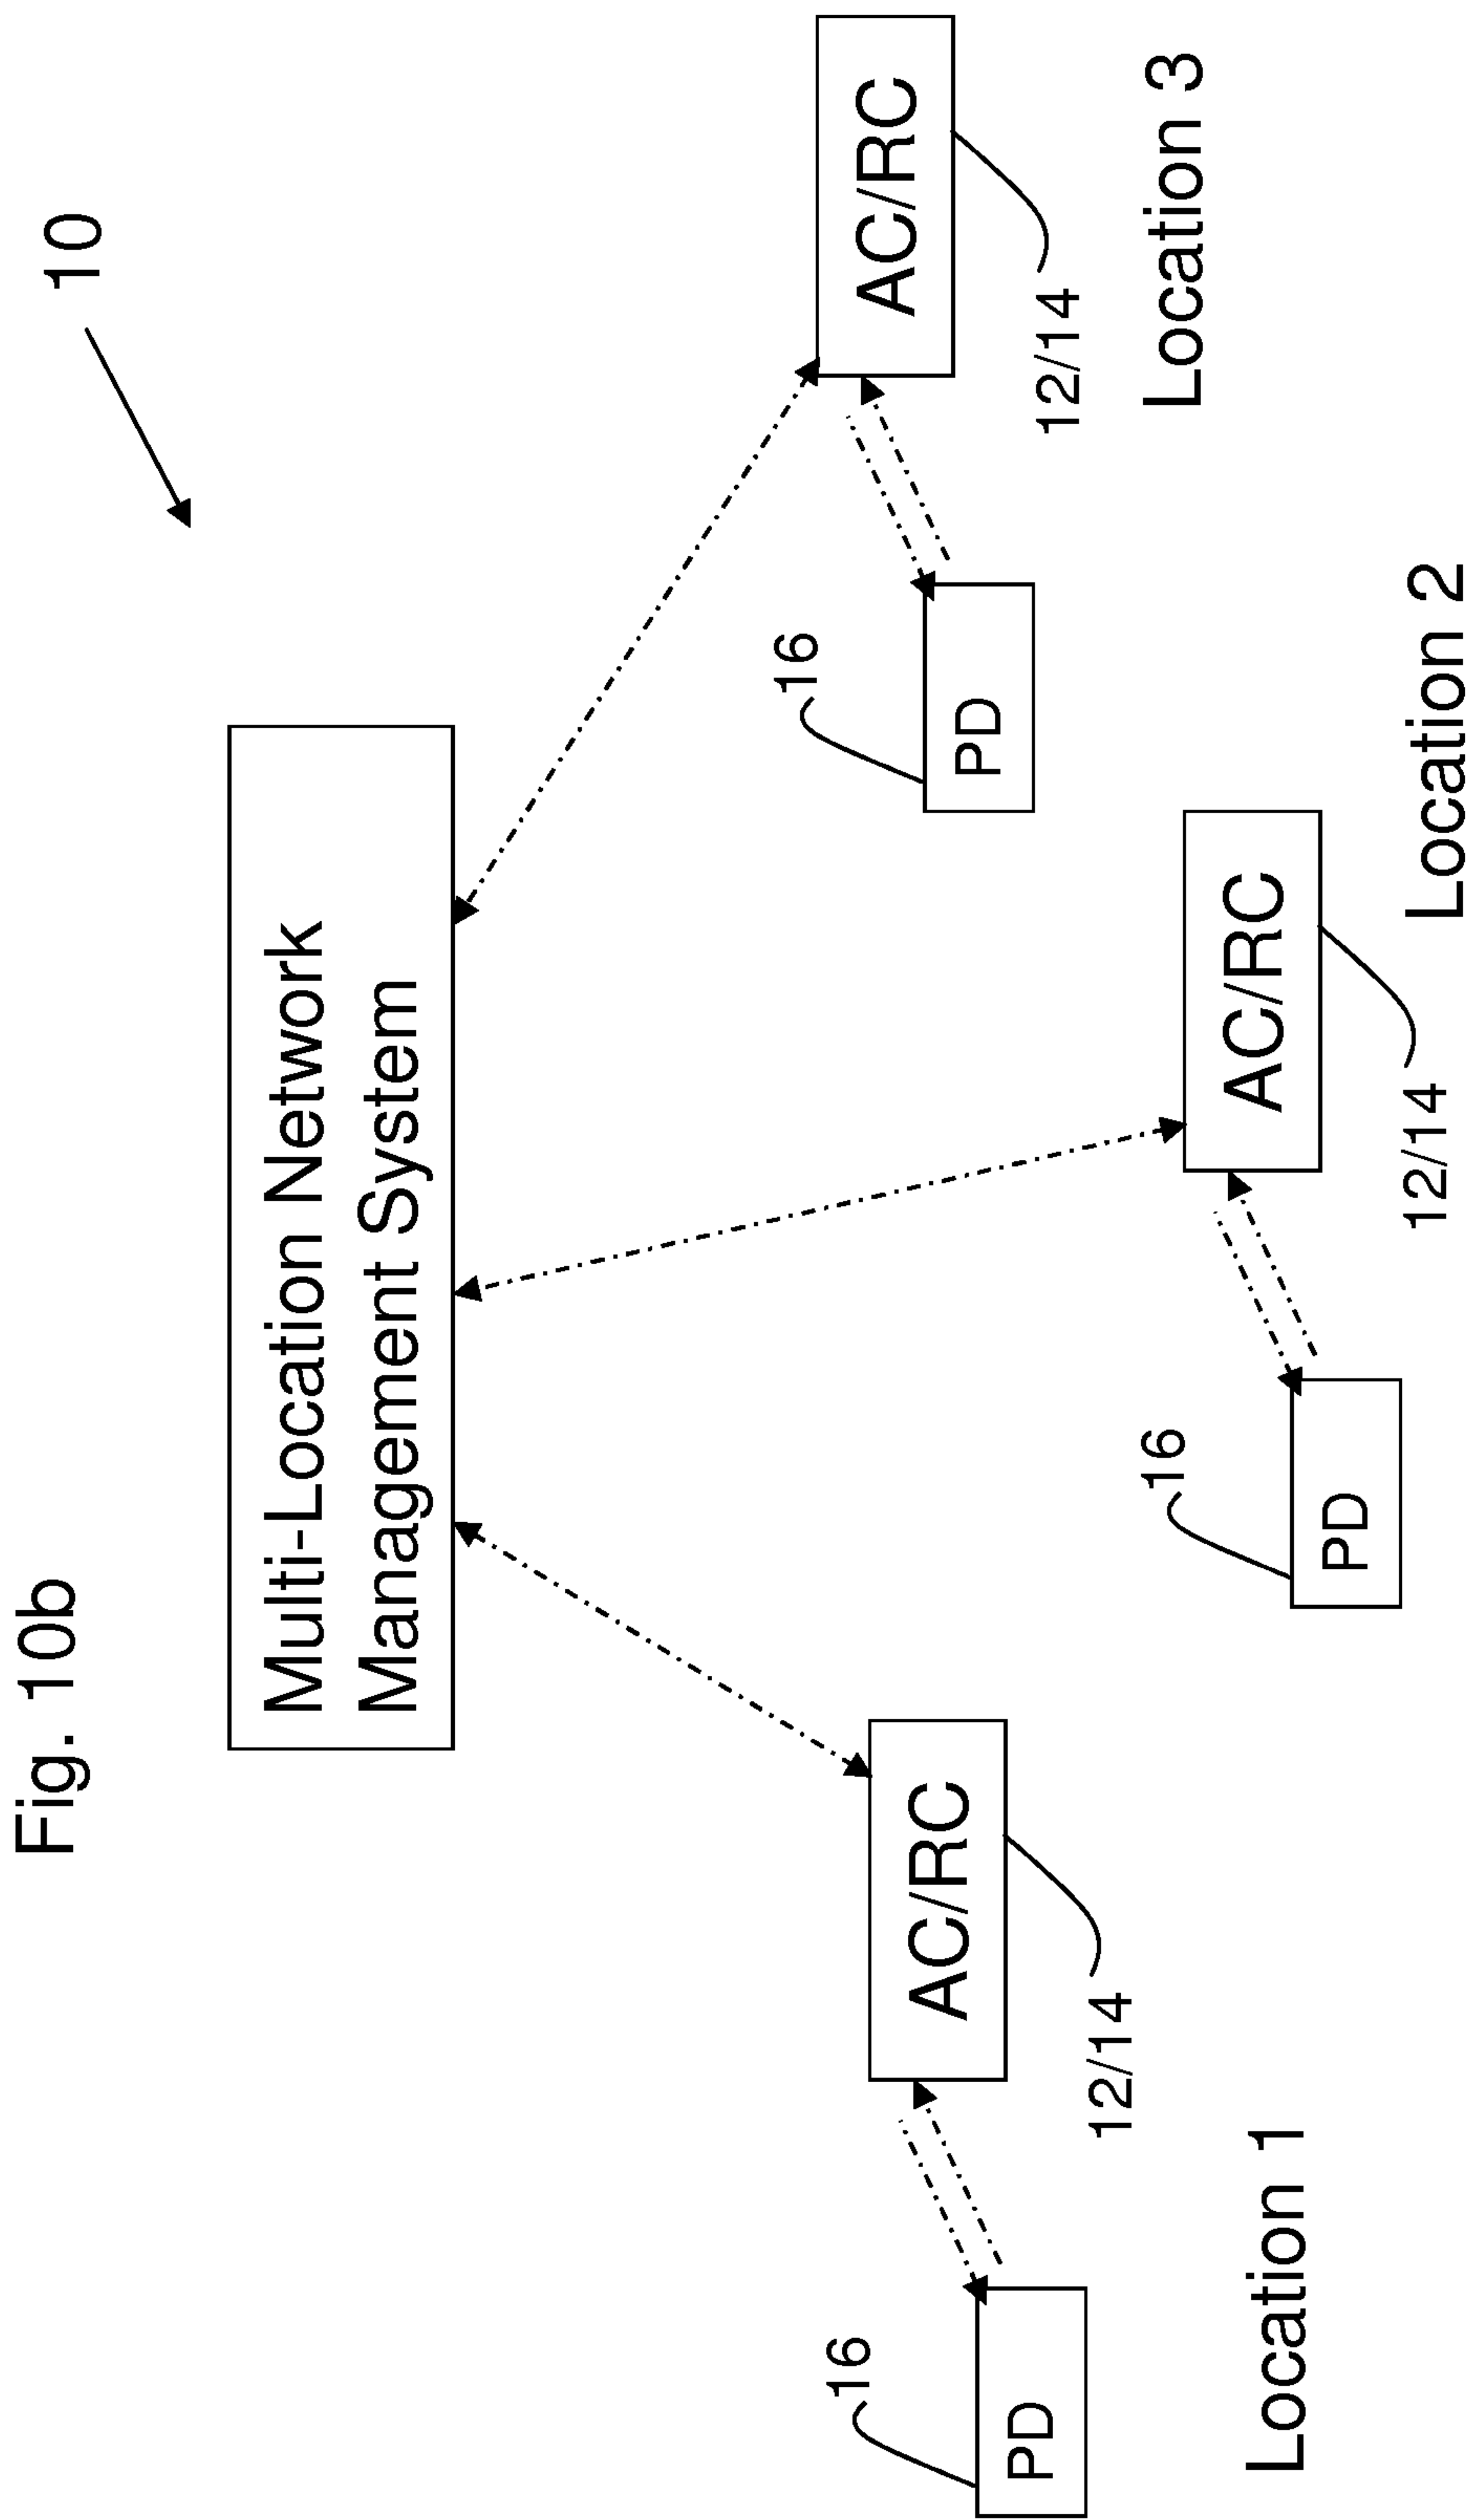 Fig. 10b
10
Multi-Location Network
Management System
16
PD
AC/RC
12/14
Location 1
16
PD
AC/RC
12/14
Location 2
16
PD
AC/RC
12/14
Location 3